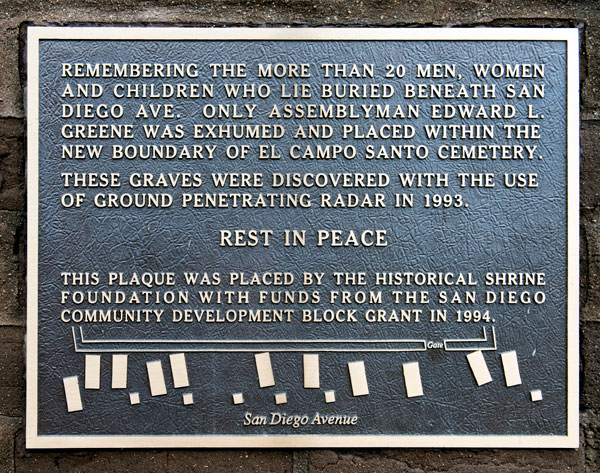 REMEMBERING THE MORE THAN 20 MEN, WOMEN
AND CHILDREN WHO LIE BURIED BENEATH SAN
DIEGO AVE. ONLY ASSEMBLYMAN EDWARD L.
GREENE WAS EXHUMED AND PLACED WITHIN THE
NEW BOUNDARY OF EL CAMPO SANTO CEMETERY.
THESE GRAVES WERE DISCOVERED WITH THE USE
OF GROUND PENETRATING RADAR IN 1993.
REST IN PEACE
THIS PLAQUE WAS PLACED BY THE HISTORICAL SHRINE
FOUNDATION WITH FUNDS FROM THE SAN DIEGO
COMMUNITY DEVELOPMENT BLOCK GRANT IN 1994.
Gate
San Diego Avenue